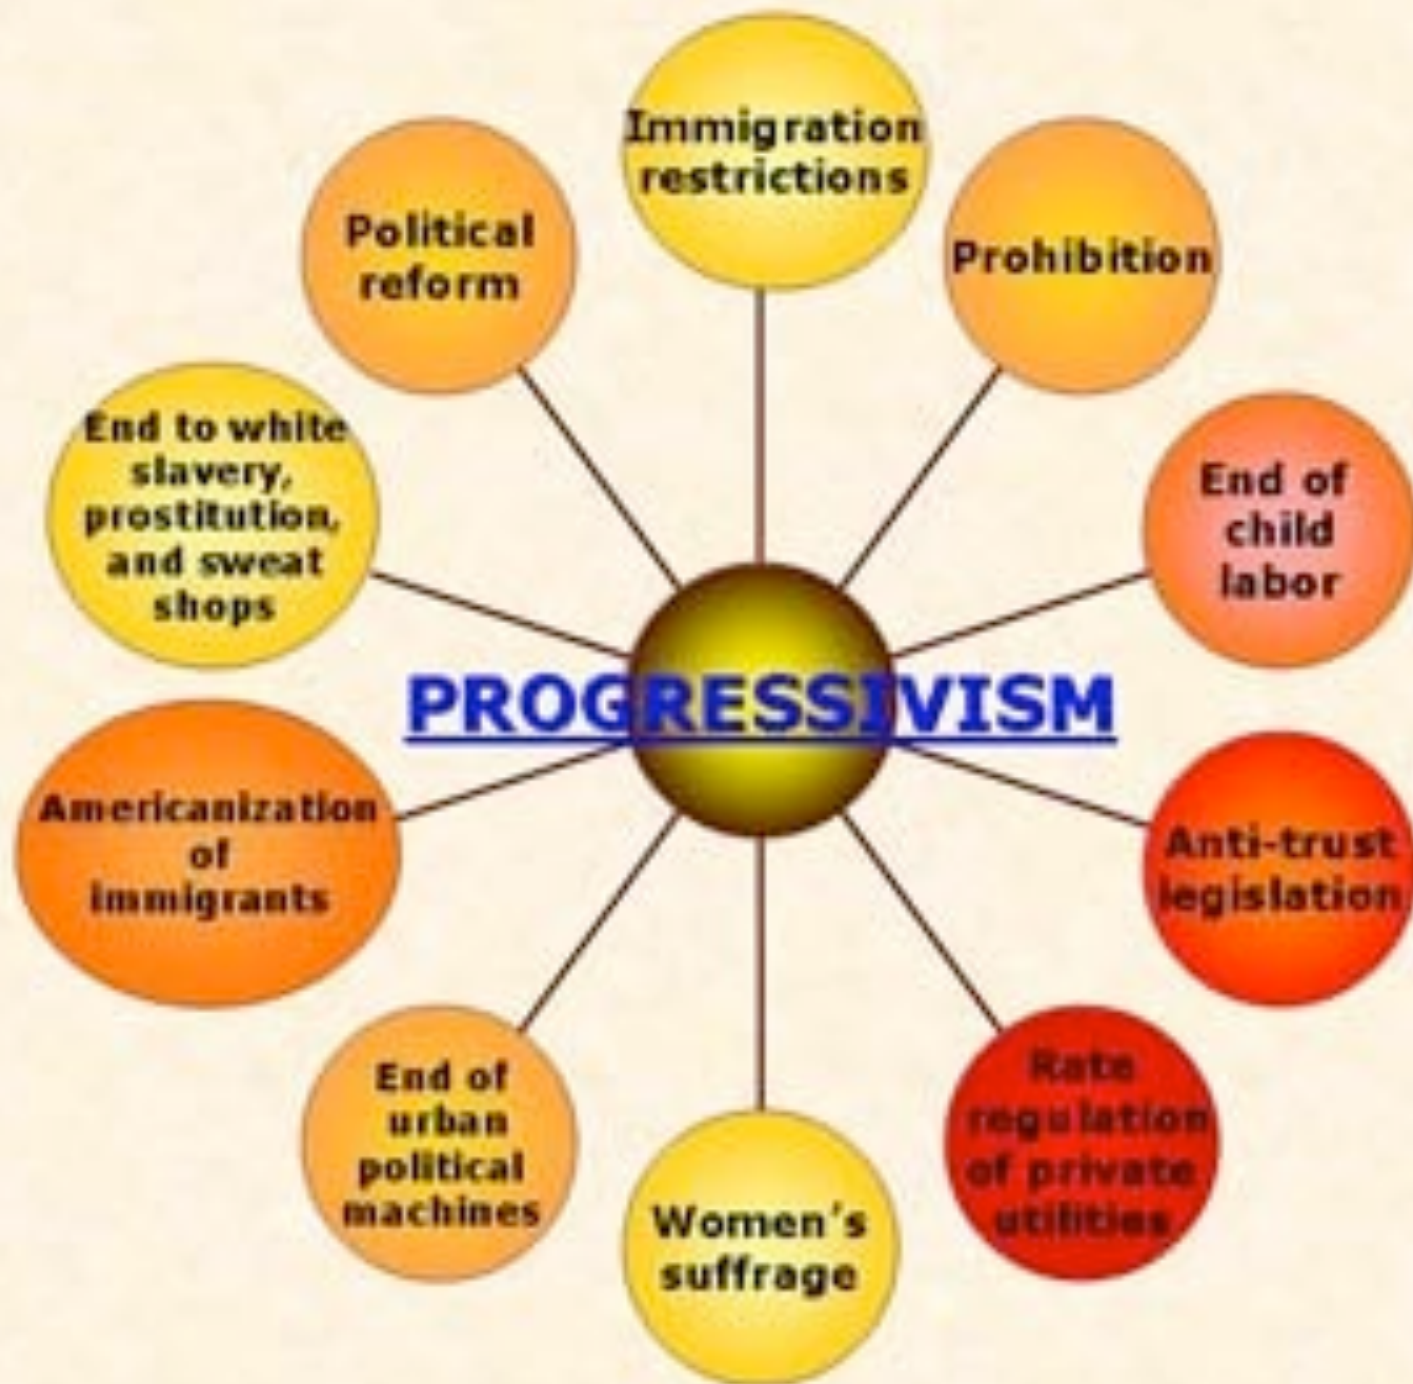 Immigration
restrictions
Prohibition
End of
child
labor
Anti-trust
legislation
Rate
regulation
of private
utilities
Women's
suffrage
End of
urban
political
machines
Americanization
of
immigrants
End to white
slavery,
prostitution,
and sweat
shops
Political
reform
PROGRESSIVISM